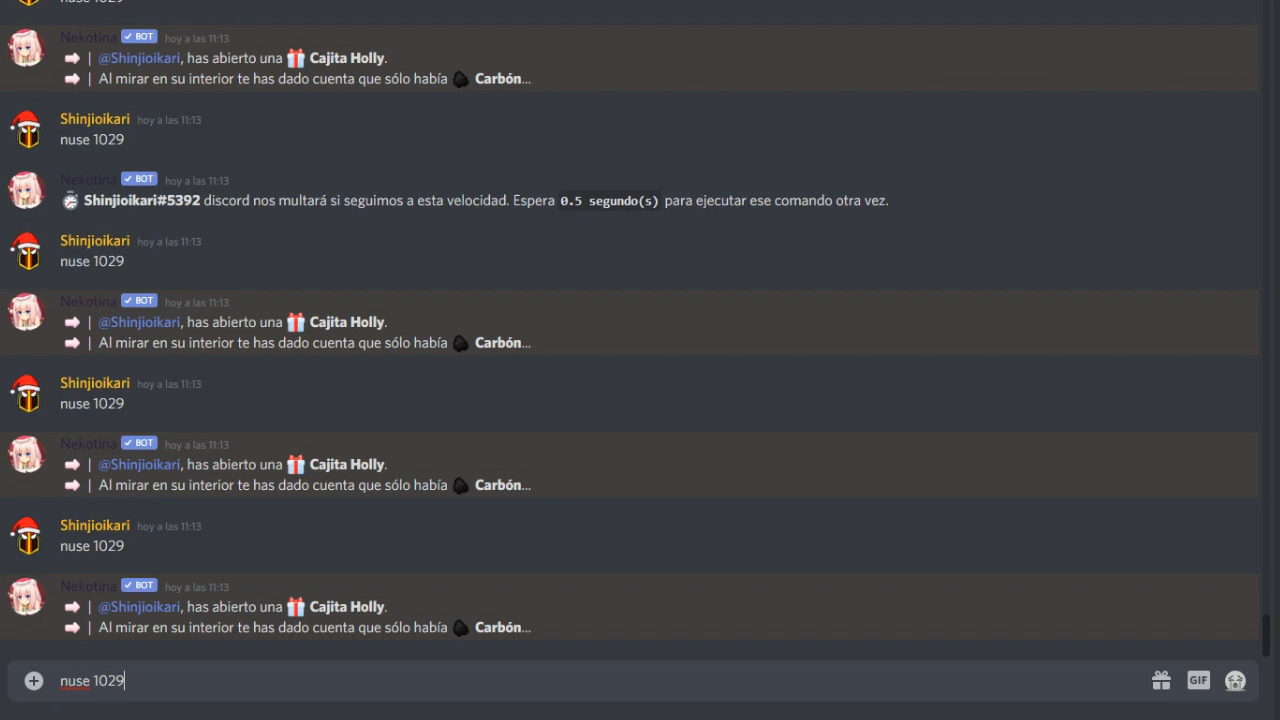 nuse 1029
Nekotina ✓ BOT hoy a las 11:13
| @Shinjioikari, has abierto una Cajita Holly.
| Al mirar en su interior te has dado cuenta que sólo había Carbón...
Shinjioikari hoy a las 11:13
nuse 1029
Nekotina ✓ BOT hoy a las 11:13
Shinjioikari#5392 discord nos multará si seguimos a esta velocidad. Espera 0.5 segundo(s) para ejecutar ese comando otra vez.
Shinjioikari hoy a las 11:13
nuse 1029
Nekotina ✓ BOT hoy a las 11:13
| @Shinjioikari, has abierto una Cajita Holly.
| Al mirar en su interior te has dado cuenta que sólo había Carbón...
Shinjioikari hoy a las 11:13
nuse 1029
Nekotina ✓ BOT hoy a las 11:13
| @Shinjioikari, has abierto una Cajita Holly.
| Al mirar en su interior te has dado cuenta que sólo había Carbón...
Shinjioikari hoy a las 11:13
nuse 1029
Nekotina ✓ BOT hoy a las 11:13
| @Shinjioikari, has abierto una Cajita Holly.
| Al mirar en su interior te has dado cuenta que sólo había Carbón...
nuse 1029 GIF